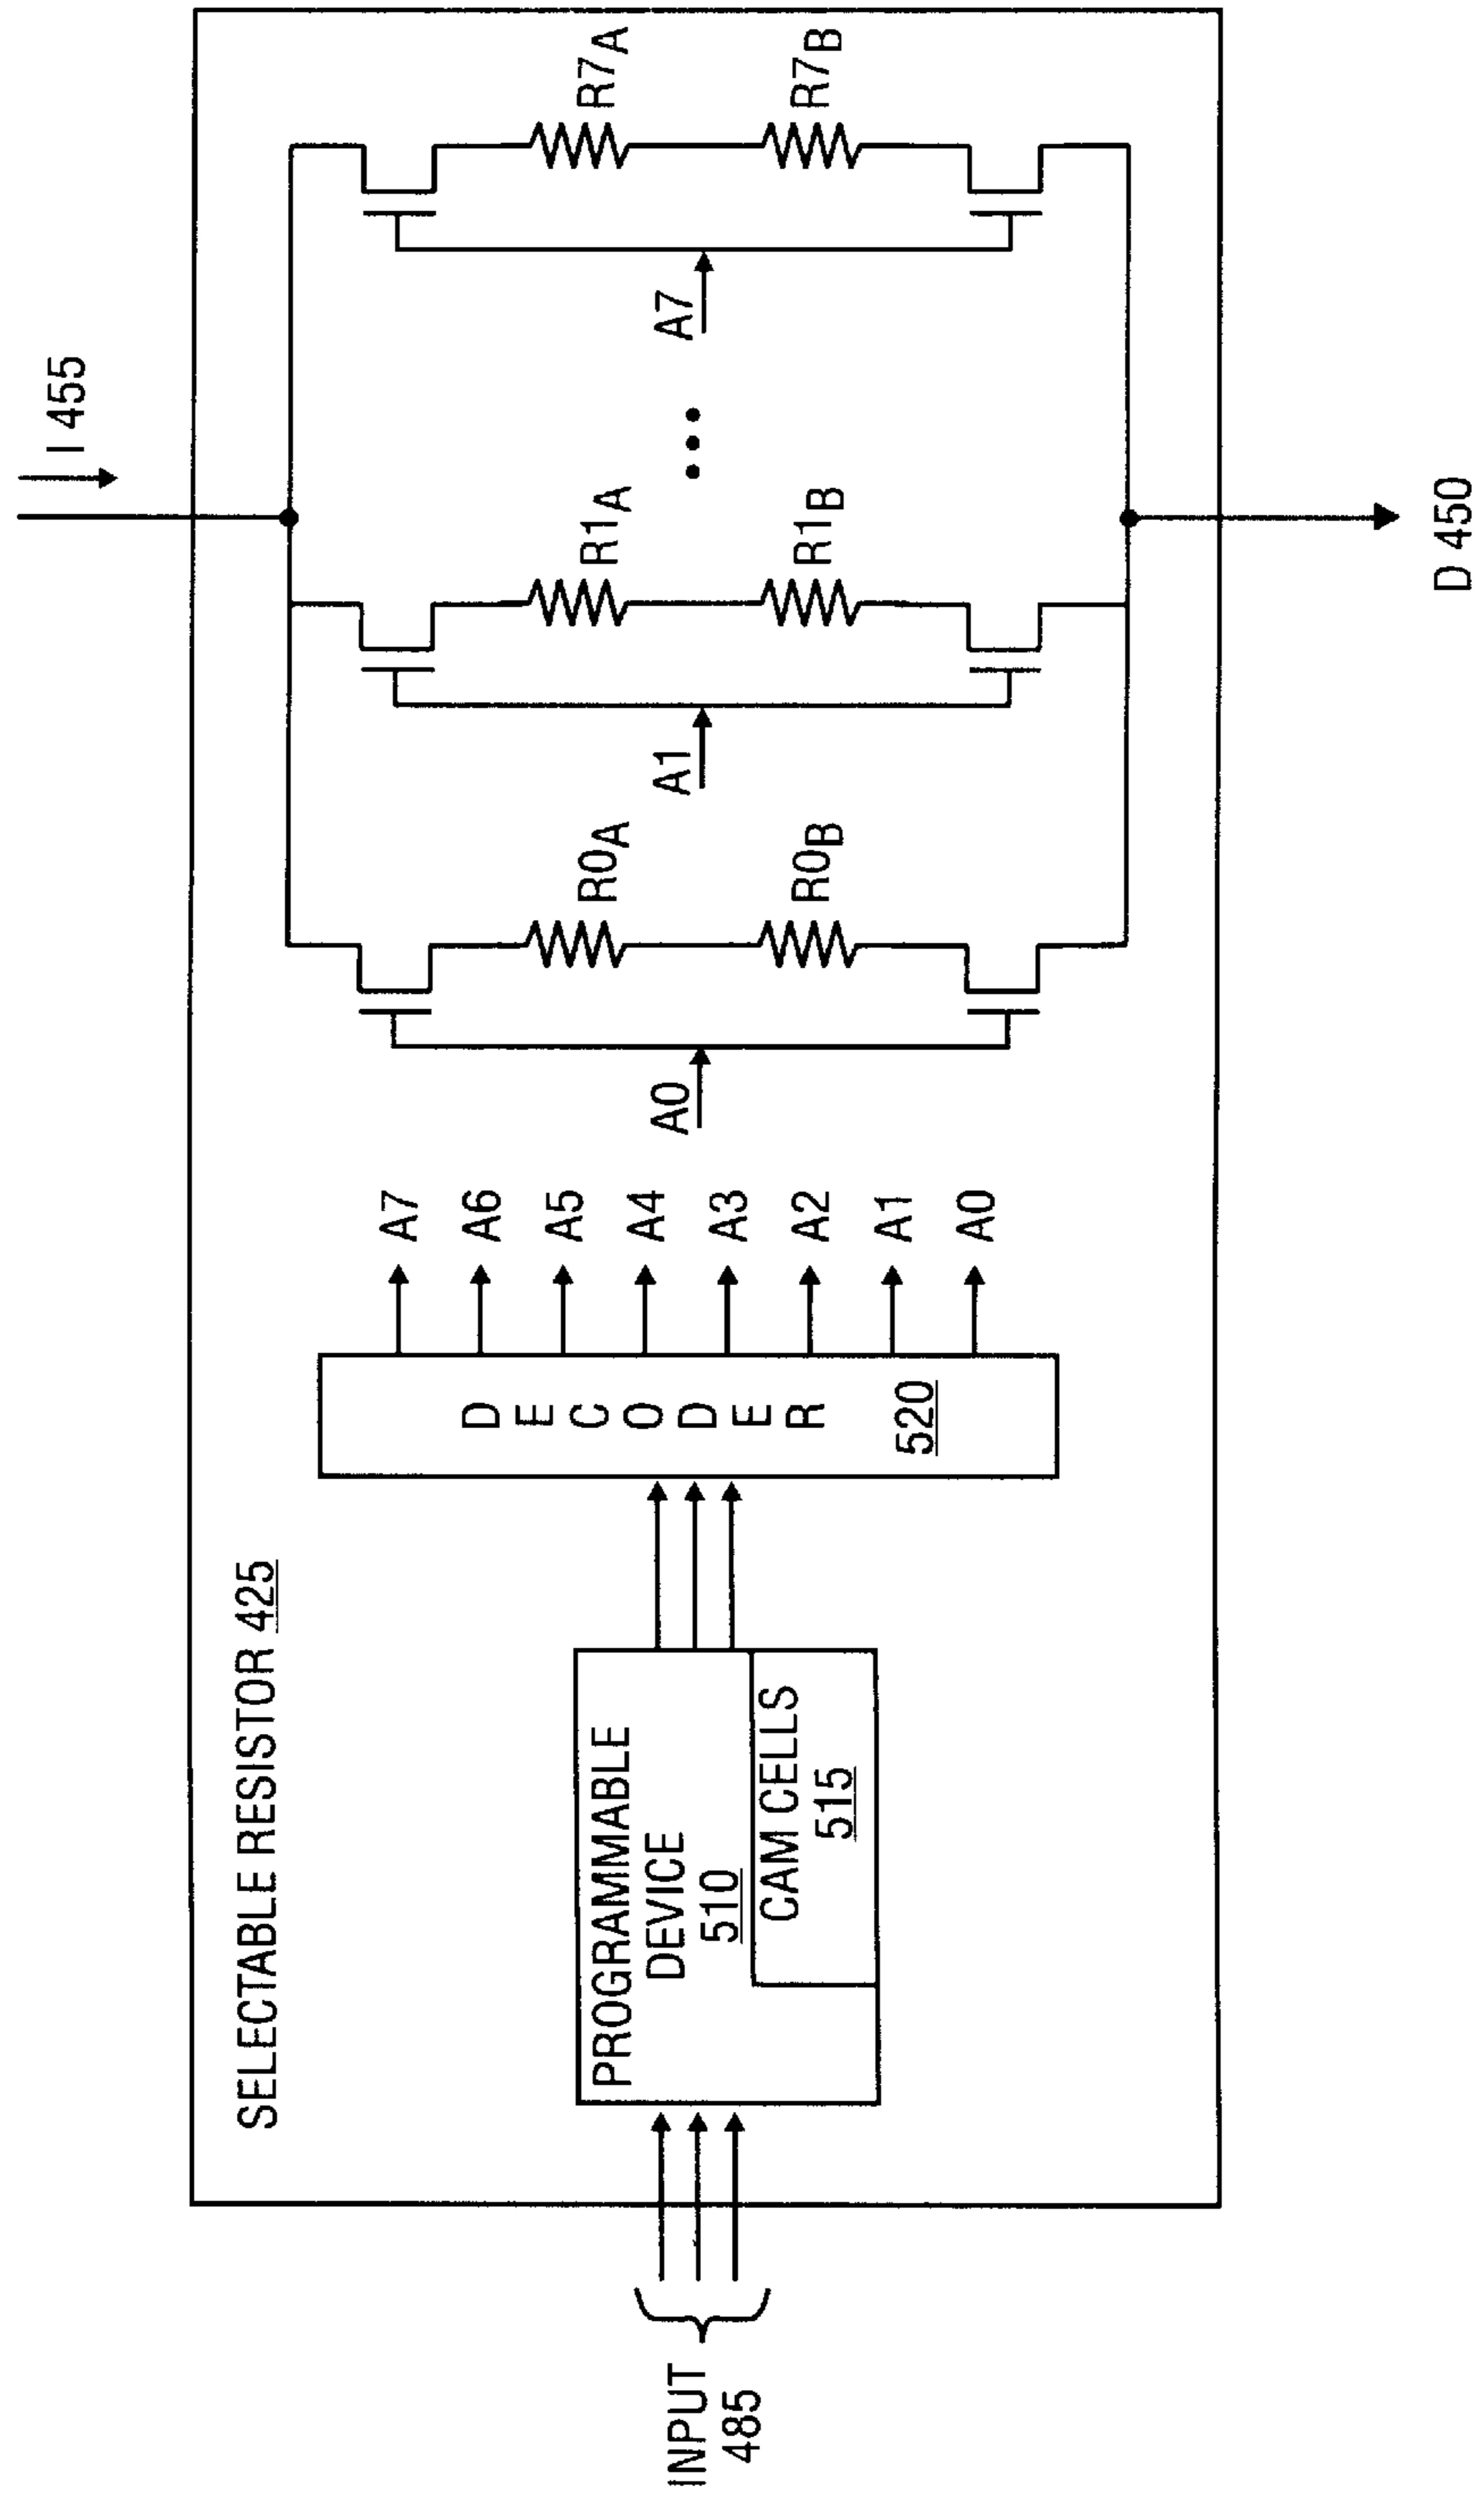 SELECTABLE RESISTOR 425
INPUT
485
PROGRAMMABLE
DEVICE
510
CAM CELLS
515
DECODER
520
A7
A6
A5
A4
A3
A2
A1
A0
I 455
A0
R0A
R0B
A1
R1A
R1B
A7
R7A
R7B
D 450